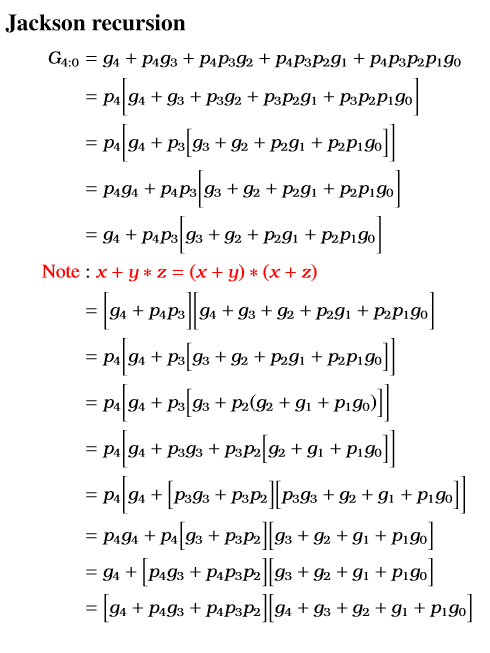 Jackson recursion
G₄:₀ = g₄ + p₄g₃ + p₄p₃g₂ + p₄p₃p₂g₁ + p₄p₃p₂p₁g₀
= p₄[g₄ + g₃ + p₃g₂ + p₃p₂g₁ + p₃p₂p₁g₀]
= p₄[g₄ + p₃[g₃ + g₂ + p₂g₁ + p₂p₁g₀]]
= p₄g₄ + p₄p₃[g₃ + g₂ + p₂g₁ + p₂p₁g₀]
= g₄ + p₄p₃[g₃ + g₂ + p₂g₁ + p₂p₁g₀]
Note : x + y ∗ z = (x + y) ∗ (x + z)
= [g₄ + p₄p₃][g₄ + g₃ + g₂ + p₂g₁ + p₂p₁g₀]
= p₄[g₄ + p₃[g₃ + g₂ + p₂g₁ + p₂p₁g₀]]
= p₄[g₄ + p₃[g₃ + p₂(g₂ + g₁ + p₁g₀)]]
= p₄[g₄ + p₃g₃ + p₃p₂[g₂ + g₁ + p₁g₀]]
= p₄[g₄ + [p₃g₃ + p₃p₂][p₃g₃ + g₂ + g₁ + p₁g₀]]
= p₄g₄ + p₄[g₃ + p₃p₂][g₃ + g₂ + g₁ + p₁g₀]
= g₄ + [p₄g₃ + p₄p₃p₂][g₃ + g₂ + g₁ + p₁g₀]
= [g₄ + p₄g₃ + p₄p₃p₂][g₄ + g₃ + g₂ + g₁ + p₁g₀]